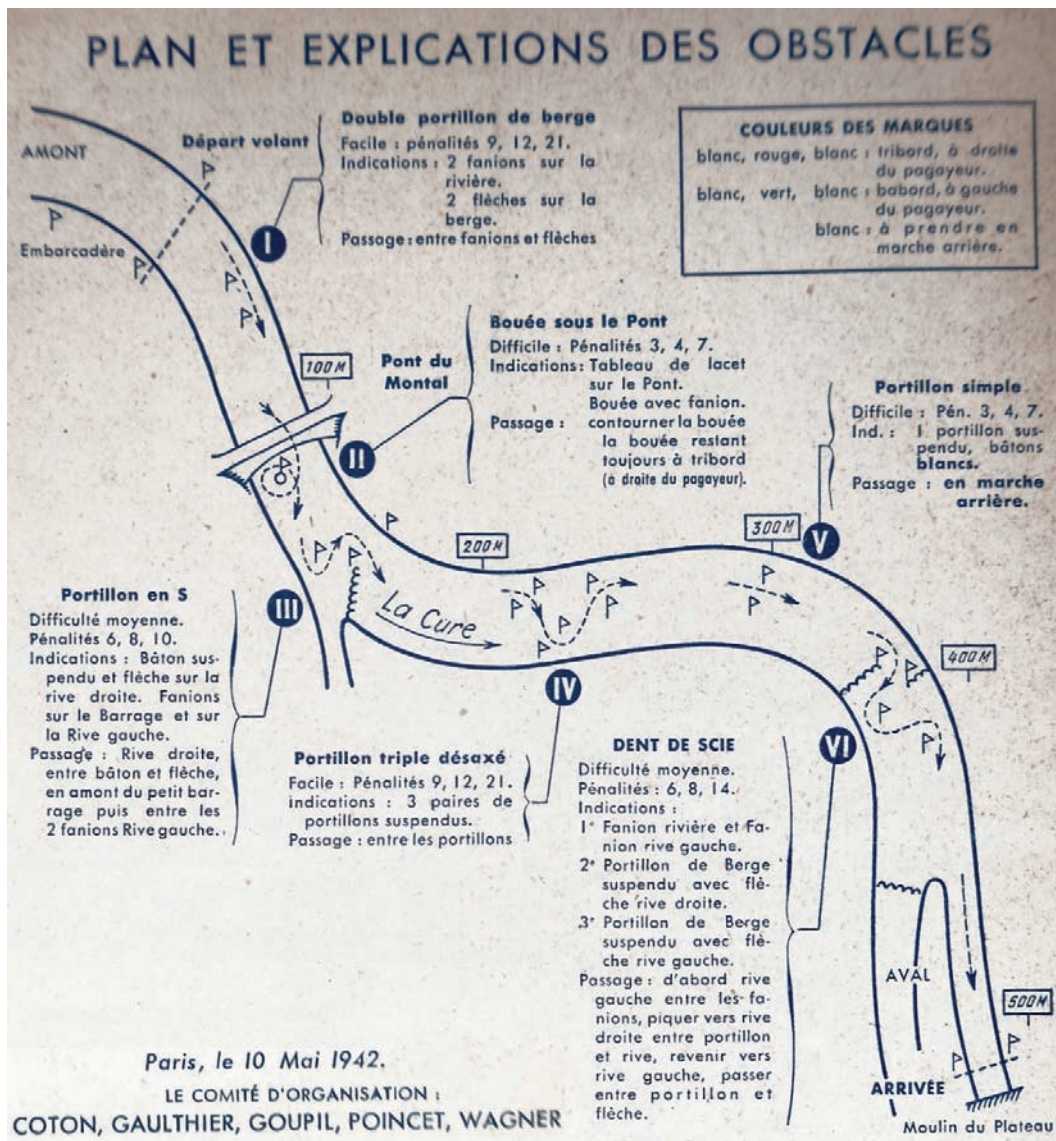 PLAN ET EXPLICATIONS DES OBSTACLES
AMONT
Départ volant
Embarcadère
I
Double portillon de berge
Facile : pénalités 9, 12, 21.
Indications : 2 fanions sur la
rivière.
2 flèches sur la
berge.
Passage : entre fanions et flèches
COULEURS DES MARQUES
blanc, rouge, blanc : tribord, à droite
du pagayeur.
blanc, vert, blanc : babord, à gauche
du pagayeur.
blanc : à prendre en
marche arrière.
100M
Pont du
Montal
II
Bouée sous le Pont
Difficile : Pénalités 3, 4, 7.
Indications : Tableau de lacet
sur le Pont.
Bouée avec fanion.
Passage : contourner la bouée
la bouée restant
toujours à tribord
(à droite du pagayeur).
Portillon simple
Difficile : Pén. 3, 4, 7.
Ind. : 1 portillon sus-
pendu, bâtons
blancs.
Passage : en marche
arrière.
200M
300M
V
La Cure
Portillon en S
Difficulté moyenne.
Pénalités 6, 8, 10.
Indications : Bâton sus-
pendu et flèche sur la
rive droite. Fanions
sur le Barrage et sur
la Rive gauche.
Passage : Rive droite,
entre bâton et flèche,
en amont du petit bar-
rage puis entre les
2 fanions Rive gauche.
III
IV
400M
Portillon triple désaxé
Facile : Pénalités 9, 12, 21.
indications : 3 paires de
portillons suspendus.
Passage : entre les portillons
DENT DE SCIE
Difficulté moyenne.
Pénalités : 6, 8, 14.
Indications :
1° Fanion rivière et Fa-
nion rive gauche.
2° Portillon de Berge
suspendu avec flè-
che rive droite.
3° Portillon de Berge
suspendu avec flè-
che rive gauche.
Passage : d'abord rive
gauche entre les fa-
nions, piquer vers rive
droite entre portillon
et rive, revenir vers
rive gauche, passer
entre portillon et
flèche.
VI
AVAL
500M
ARRIVÉE
Moulin du Plateau
Paris, le 10 Mai 1942.
LE COMITÉ D'ORGANISATION :
COTON, GAULTHIER, GOUPIL, POINCET, WAGNER